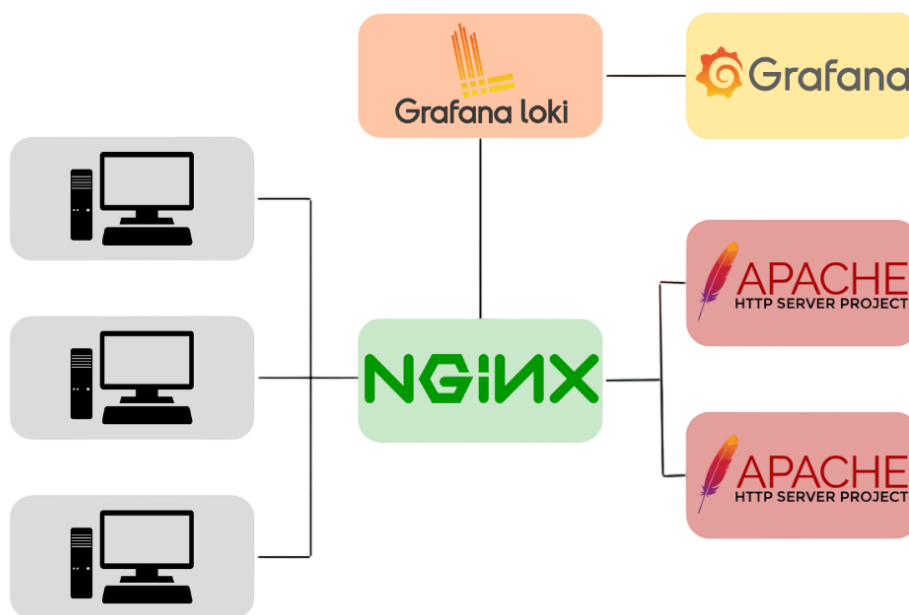 Grafana loki
Grafana
APACHE
HTTP SERVER PROJECT
NGiNX
APACHE
HTTP SERVER PROJECT